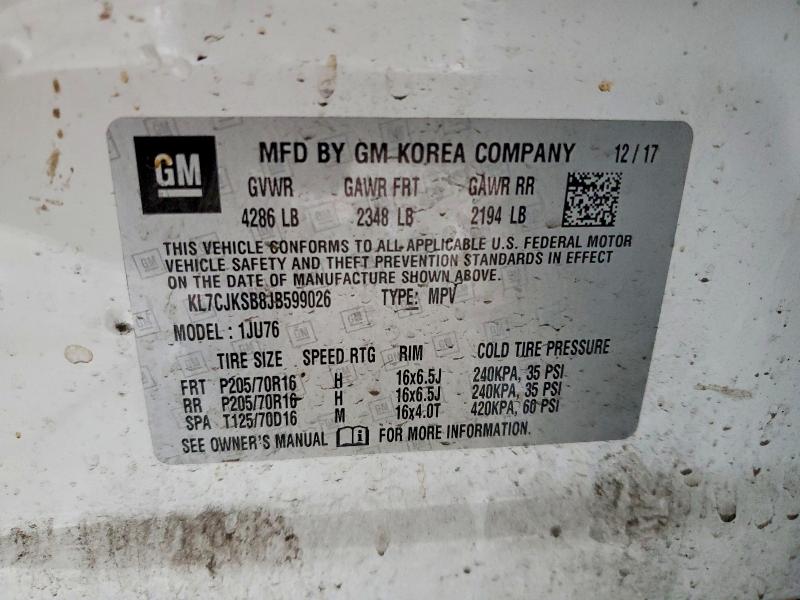 GM MFD BY GM KOREA COMPANY 12/17
GVWR GAWR FRT GAWR RR
4286 LB 2348 LB 2194 LB
THIS VEHICLE CONFORMS TO ALL APPLICABLE U.S. FEDERAL MOTOR
VEHICLE SAFETY AND THEFT PREVENTION STANDARDS IN EFFECT
ON THE DATE OF MANUFACTURE SHOWN ABOVE.
KL7CJKSB8JB599026 TYPE: MPV
MODEL : 1JU76
TIRE SIZE SPEED RTG RIM COLD TIRE PRESSURE
FRT P205/70R16 H 16x6.5J 240KPA, 35 PSI
RR P205/70R16 H 16x6.5J 240KPA, 35 PSI
SPA T125/70D16 M 16x4.0T 420KPA, 60 PSI
SEE OWNER'S MANUAL FOR MORE INFORMATION.